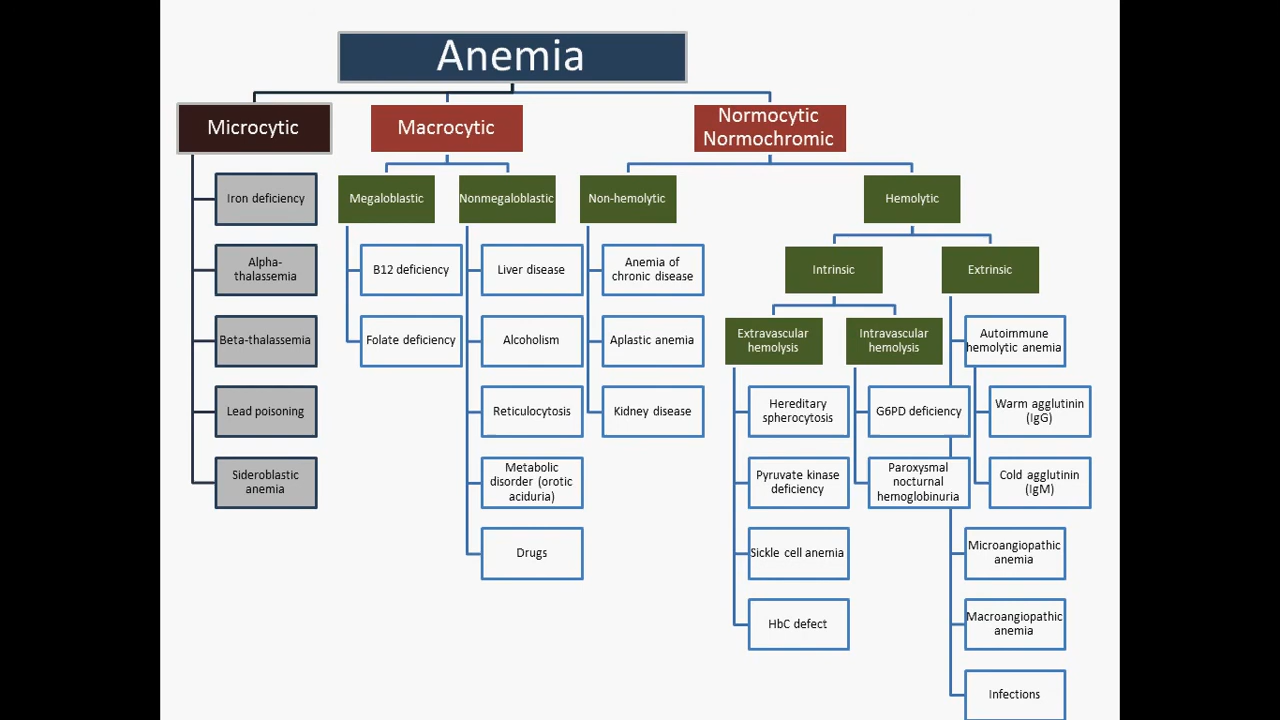 Anemia
Microcytic
Iron deficiency
Alpha-
thalassemia
Beta-thalassemia
Lead poisoning
Sideroblastic
anemia
Macrocytic
Megaloblastic
B12 deficiency
Folate deficiency
Nonmegaloblastic
Liver disease
Alcoholism
Reticulocytosis
Metabolic
disorder (orotic
aciduria)
Drugs
Normocytic
Normochromic
Non-hemolytic
Anemia of
chronic disease
Aplastic anemia
Kidney disease
Hemolytic
Intrinsic
Extravascular
hemolysis
Hereditary
spherocytosis
Pyruvate kinase
deficiency
Sickle cell anemia
HbC defect
Intravascular
hemolysis
G6PD deficiency
Paroxysmal
nocturnal
hemoglobinuria
Extrinsic
Autoimmune
hemolytic anemia
Warm agglutinin
(IgG)
Cold agglutinin
(IgM)
Microangiopathic
anemia
Macroangiopathic
anemia
Infections